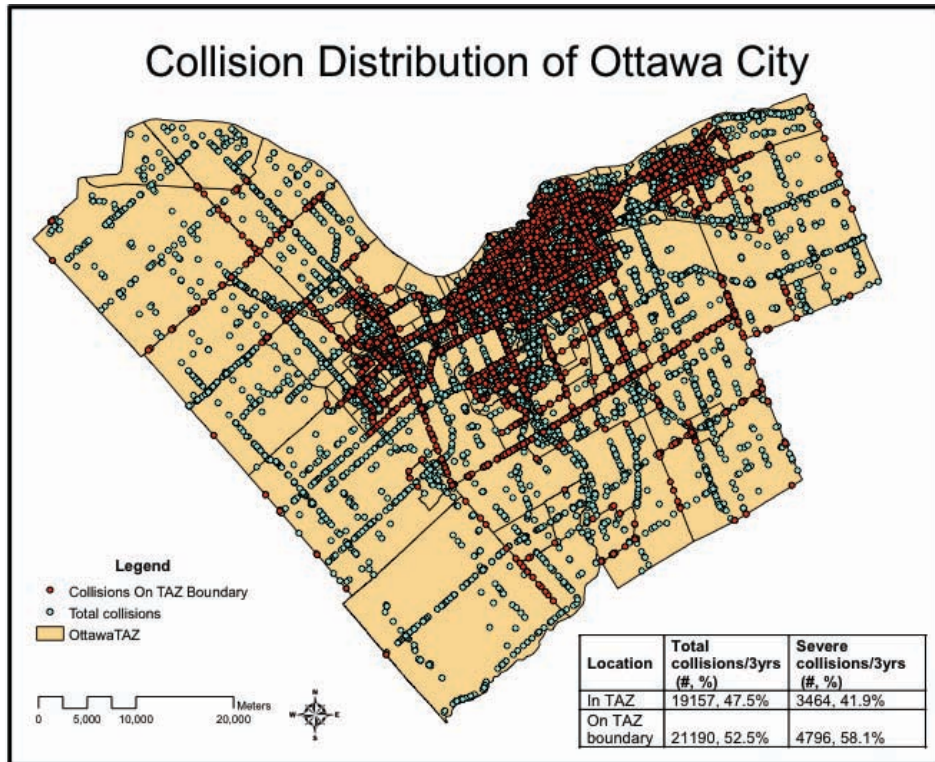 Collision Distribution of Ottawa City
Legend
Collisions On TAZ Boundary
Total collisions
OttawaTAZ
Meters
0 5,000 10,000 20,000
N
W E
S
Location Total collisions/3yrs (#, %) Severe collisions/3yrs (#, %)
In TAZ 19157, 47.5% 3464, 41.9%
On TAZ boundary 21190, 52.5% 4796, 58.1%